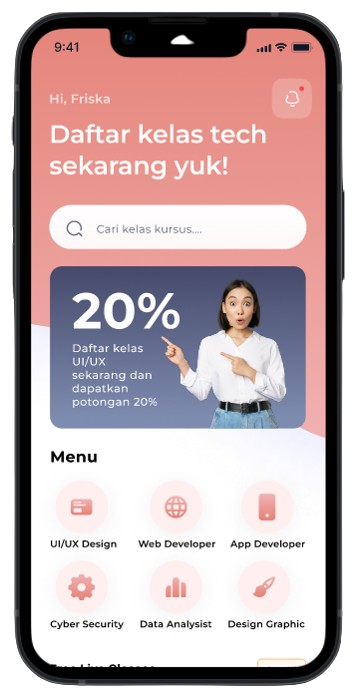 9:41
Hi, Friska
Daftar kelas tech
sekarang yuk!
Cari kelas kursus....
20%
Daftar kelas
UI/UX
sekarang dan
dapatkan
potongan 20%
Menu
UI/UX Design
Web Developer
App Developer
Cyber Security
Data Analysist
Design Graphic